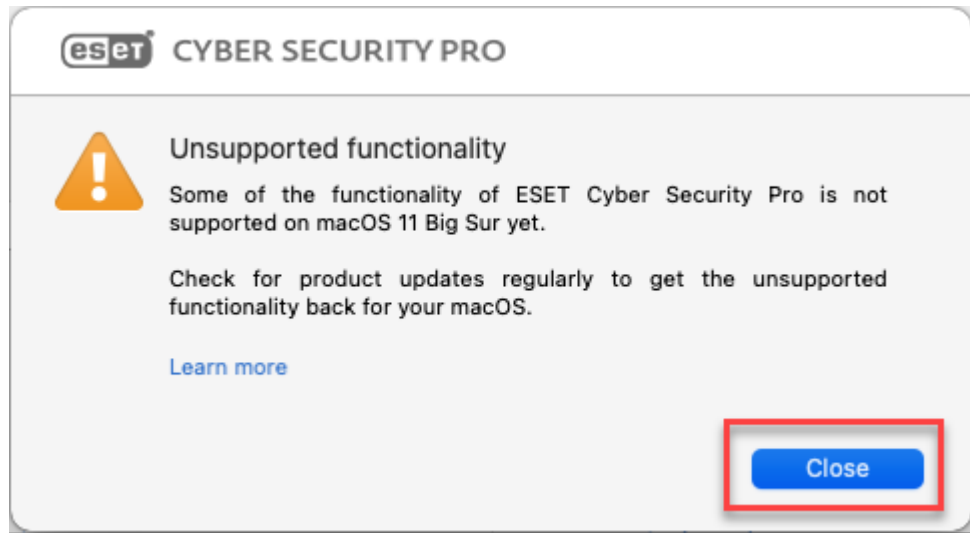 eset CYBER SECURITY PRO
Unsupported functionality
Some of the functionality of ESET Cyber Security Pro is not
supported on macOS 11 Big Sur yet.
Check for product updates regularly to get the unsupported
functionality back for your macOS.
Learn more
Close